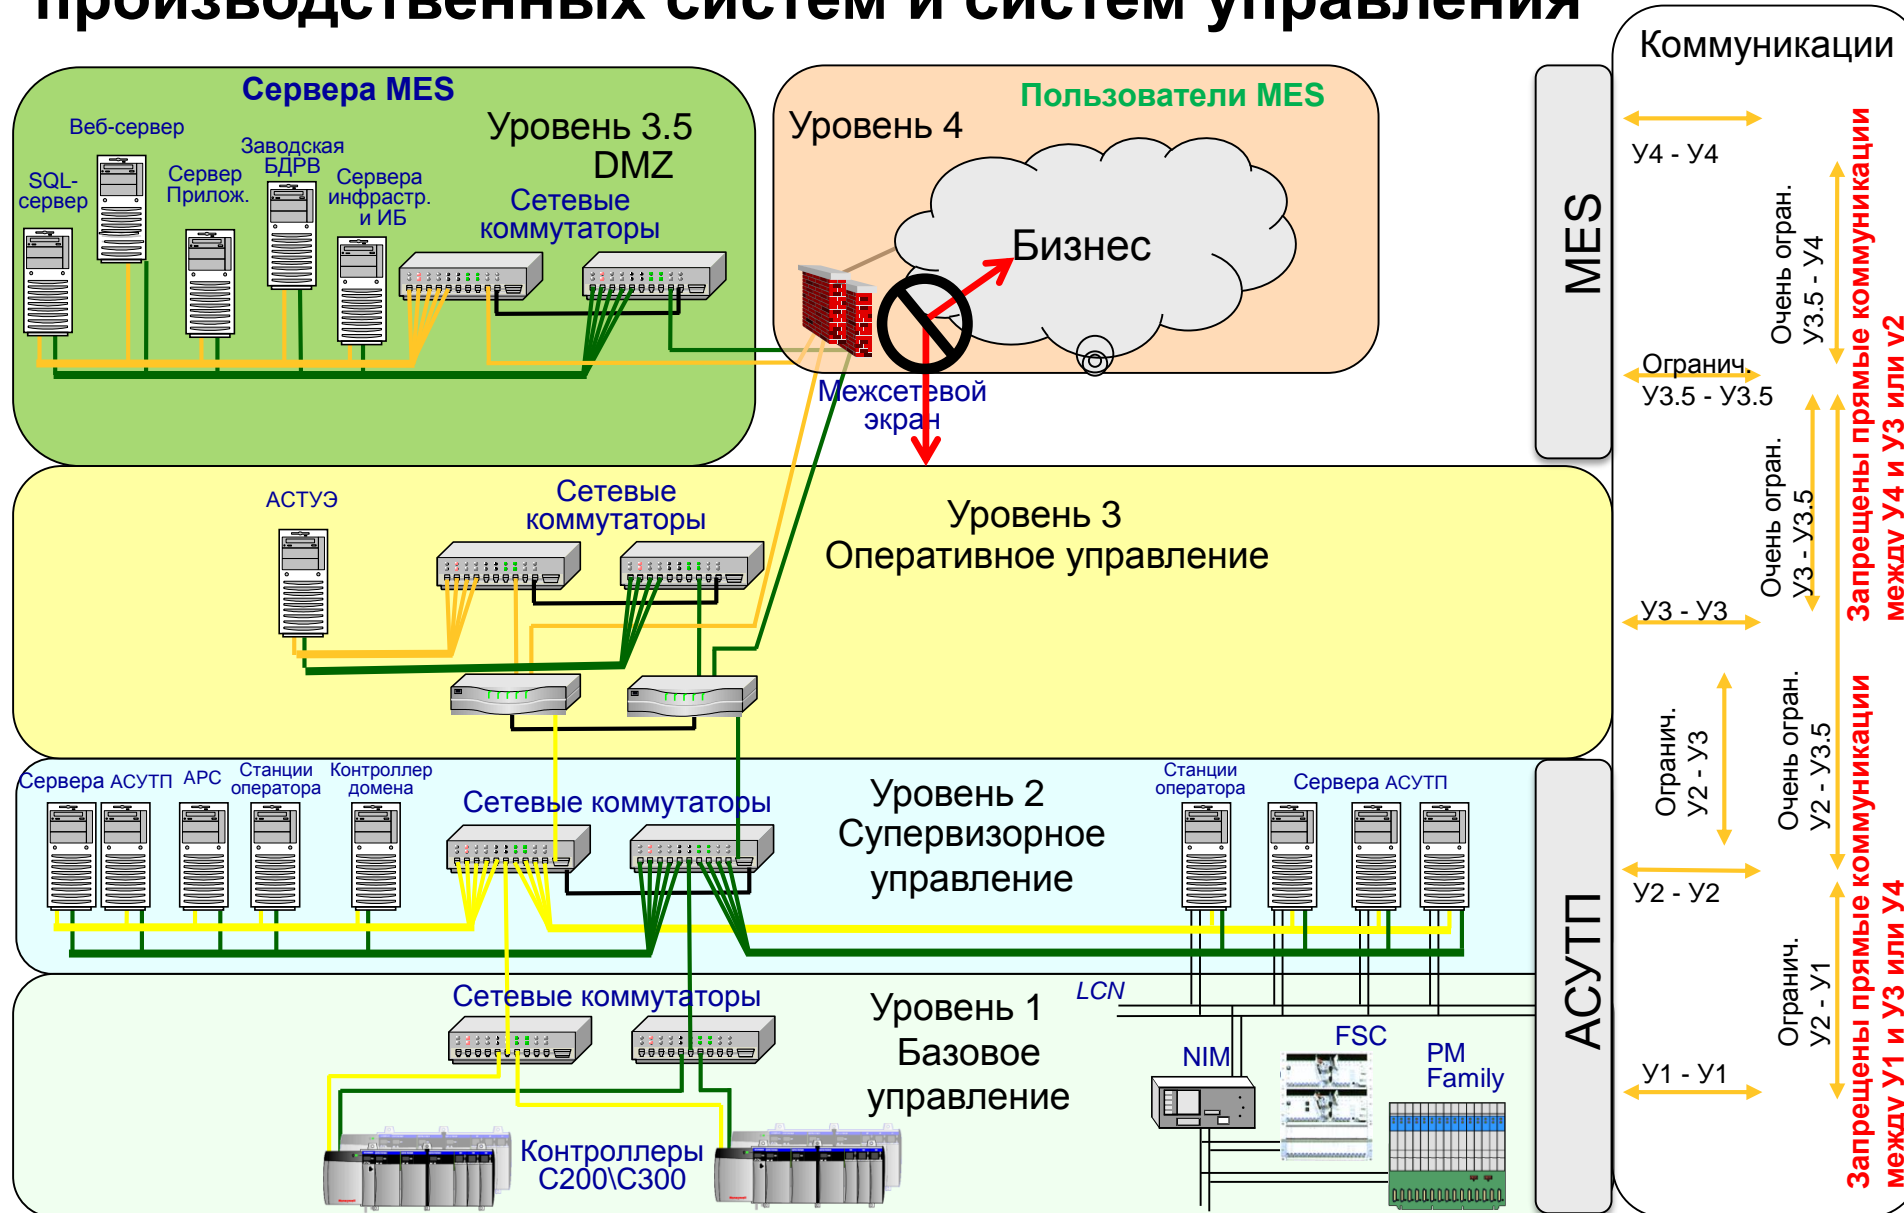 производственных систем и систем управления
Коммуникации
Сервера MES
Уровень 3.5
DMZ
Веб-сервер
SQL-
сервер
Сервер
Прилож.
Заводская
БДРВ
Сервера
инфрастр.
и ИБ
Сетевые
коммутаторы
Пользователи MES
Уровень 4
Бизнес
Межсетевой
экран
MES
АСТУЭ
Сетевые
коммутаторы
Уровень 3
Оперативное управление
Сервера АСУТП
АРС
Станции
оператора
Контроллер
домена
Сетевые коммутаторы
Уровень 2
Супервизорное
управление
Станции
оператора
Сервера АСУТП
АСУТП
Сетевые коммутаторы
Уровень 1
Базовое
управление
LCN
NIM
FSC
PM
Family
Контроллеры
C200\C300
У4 - У4
Очень огран.
У3.5 - У4
Огранич.
У3.5 - У3.5
Очень огран.
У3 - У3.5
У3 - У3
Огранич.
У2 - У3
Очень огран.
У2 - У3.5
У2 - У2
Огранич.
У2 - У1
У1 - У1
Запрещены прямые коммуникации
между У4 и У3 или У2
Запрещены прямые коммуникации
между У1 и У3 или У4